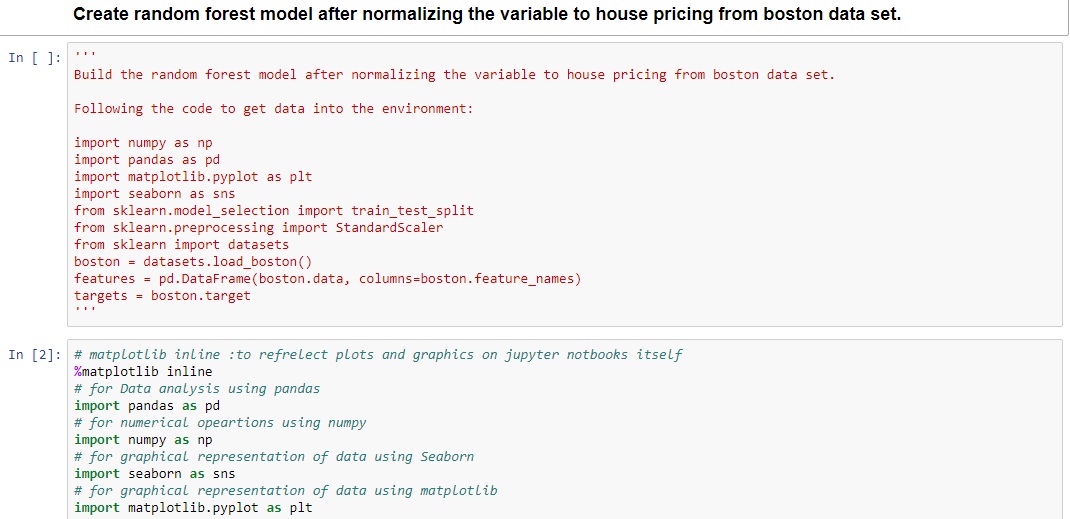 Create random forest model after normalizing the variable to house pricing from boston data set.
In [ ]:
'''
Build the random forest model after normalizing the variable to house pricing from boston data set.
Following the code to get data into the environment:
import numpy as np
import pandas as pd
import matplotlib.pyplot as plt
import seaborn as sns
from sklearn.model_selection import train_test_split
from sklearn.preprocessing import StandardScaler
from sklearn import datasets
boston = datasets.load_boston()
features = pd.DataFrame(boston.data, columns=boston.feature_names)
targets = boston.target
'''
In [2]:
# matplotlib inline :to refrelect plots and graphics on jupyter notbooks itself
%matplotlib inline
# for Data analysis using pandas
import pandas as pd
# for numerical opeartions using numpy
import numpy as np
# for graphical representation of data using Seaborn
import seaborn as sns
# for graphical representation of data using matplotlib
import matplotlib.pyplot as plt